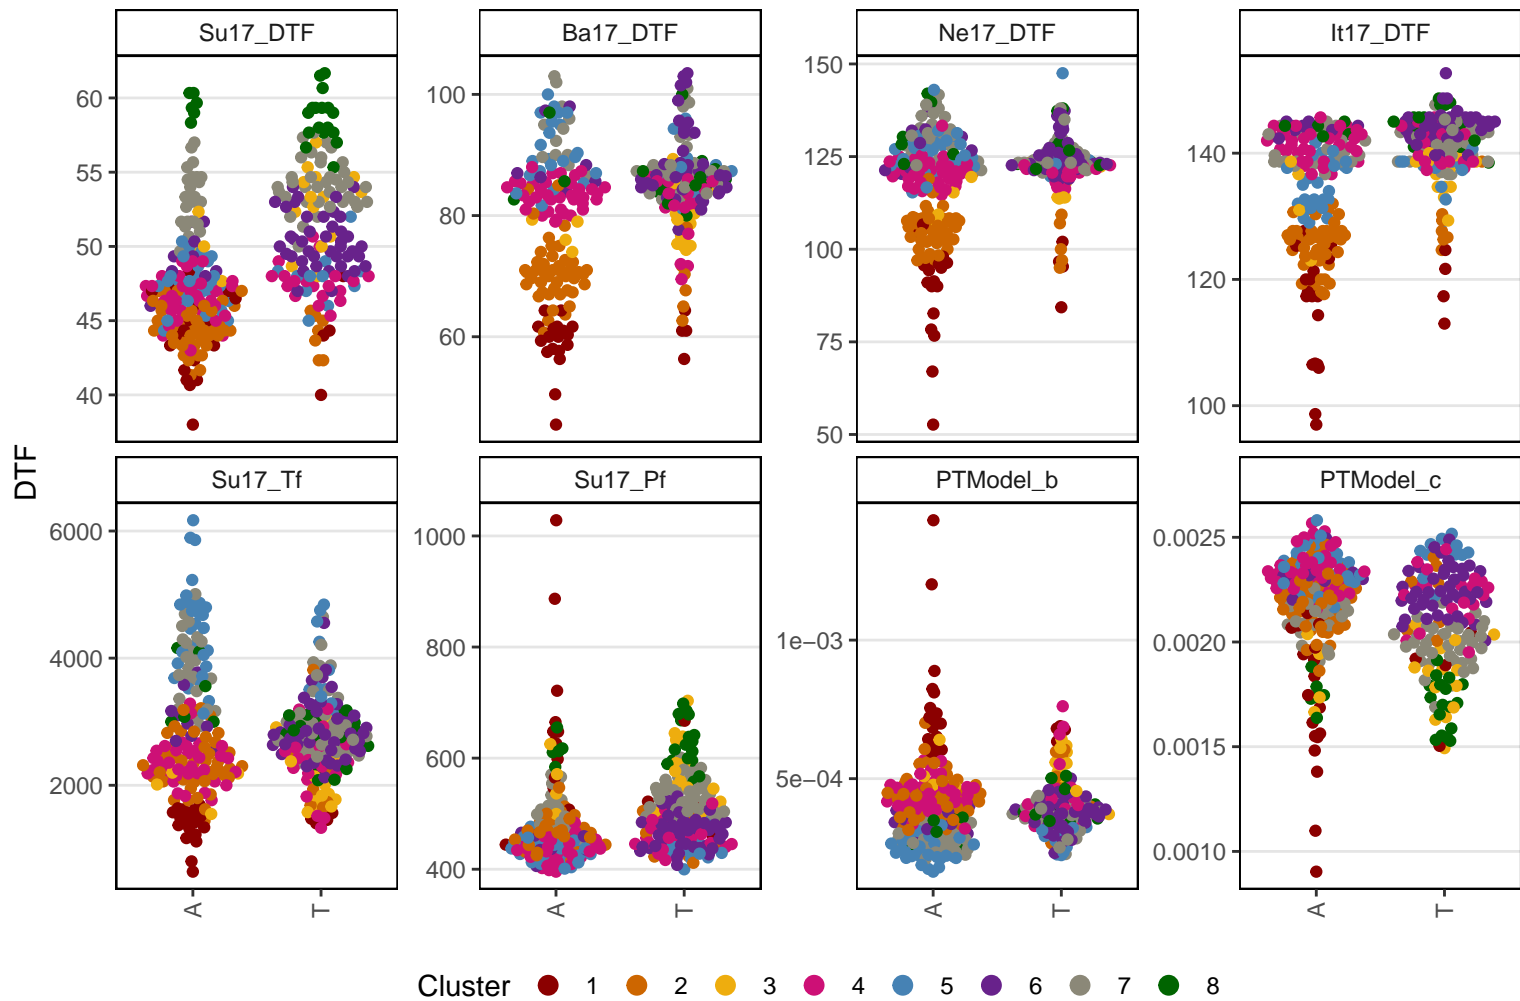 Su17_DTF
Ba17_DTF
Ne17_DTF
It17_DTF
60
55
50
45
40
100
80
60
150
125
100
75
50
140
120
100
DTF
Su17_Tf
Su17_Pf
PTModel_b
PTModel_c
6000
4000
2000
1000
800
600
400
1e−03
5e−04
0.0025
0.0020
0.0015
0.0010
A
T
A
T
A
T
A
T
Cluster 1 2 3 4 5 6 7 8